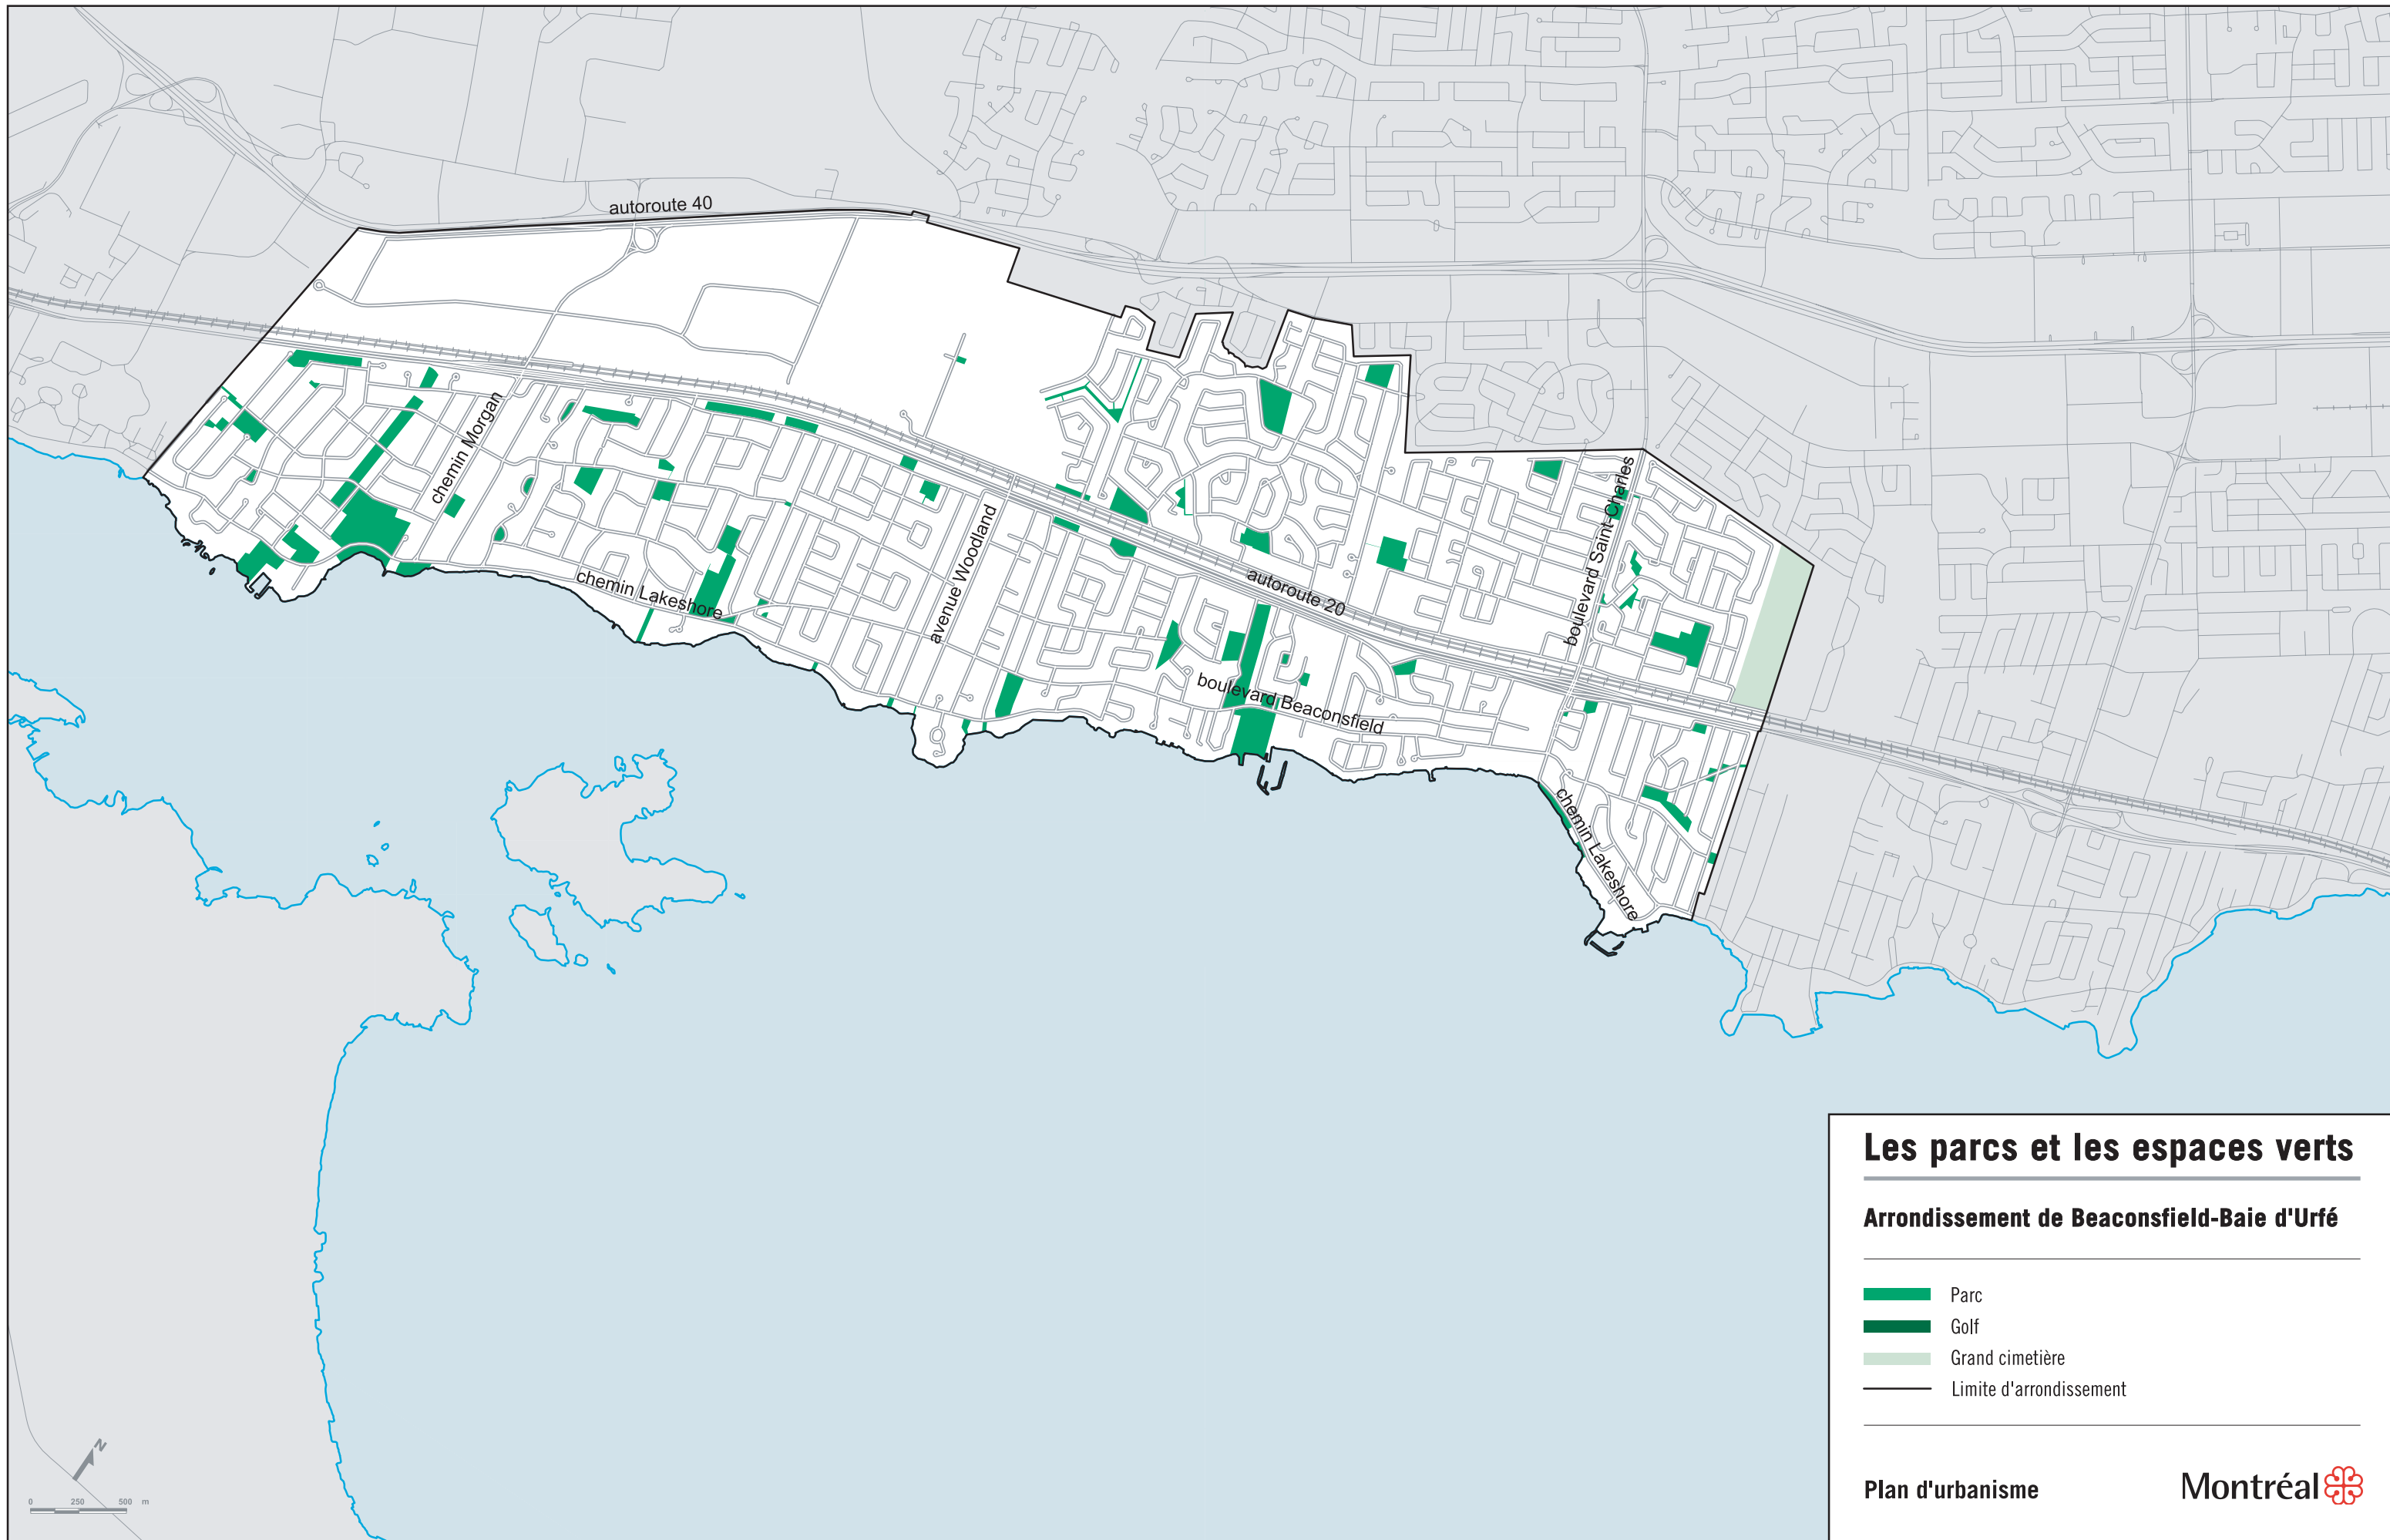 autoroute 40
chemin Morgan
chemin Lakeshore
avenue Woodland
autoroute 20
boulevard Saint-Charles
boulevard Beaconsfield
chemin Lakeshore
Les parcs et les espaces verts
Arrondissement de Beaconsfield-Baie d'Urfé
Parc
Golf
Grand cimetière
Limite d'arrondissement
Plan d'urbanisme
Montréal
N
0 250 500 m